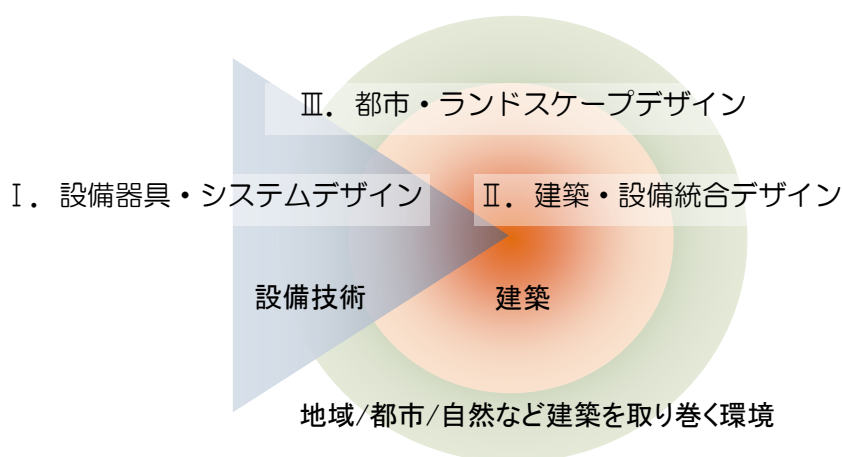 Ⅲ．都市・ランドスケープデザイン
Ⅰ．設備器具・システムデザイン
Ⅱ．建築・設備統合デザイン
設備技術
建築
地域/都市/自然など建築を取り巻く環境